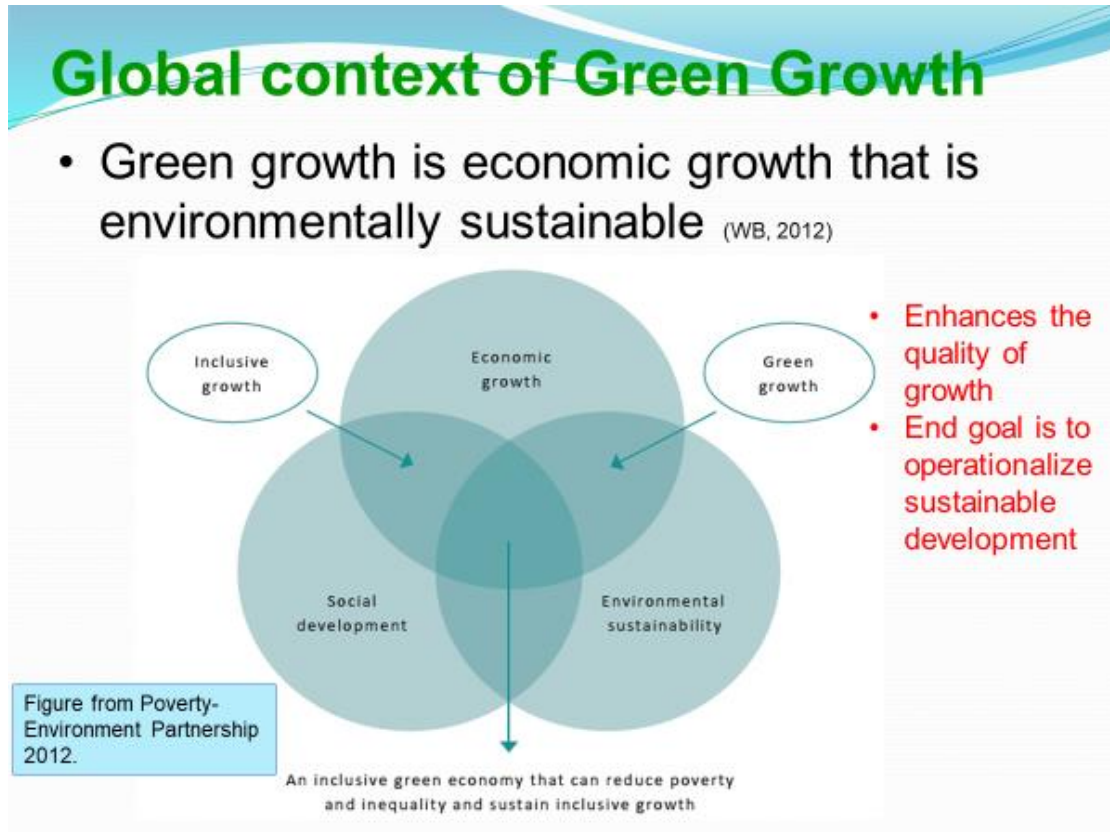 Global context of Green Growth
• Green growth is economic growth that is
environmentally sustainable (WB, 2012)
Inclusive
growth
Economic
growth
Green
growth
• Enhances the
quality of
growth
• End goal is to
operationalize
sustainable
development
Social
development
Environmental
sustainability
Figure from Poverty-
Environment Partnership
2012.
An inclusive green economy that can reduce poverty
and inequality and sustain inclusive growth